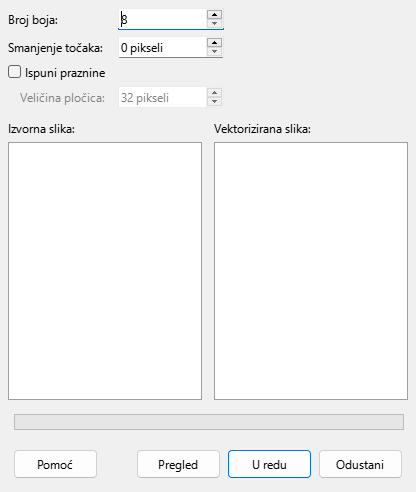 Broj boja: 8
Smanjenje točaka: 0 pikseli
Ispuni praznine
Veličina pločica: 32 pikseli
Izvorna slika: Vektorizirana slika:
Pomoć Pregled U redu Odustani